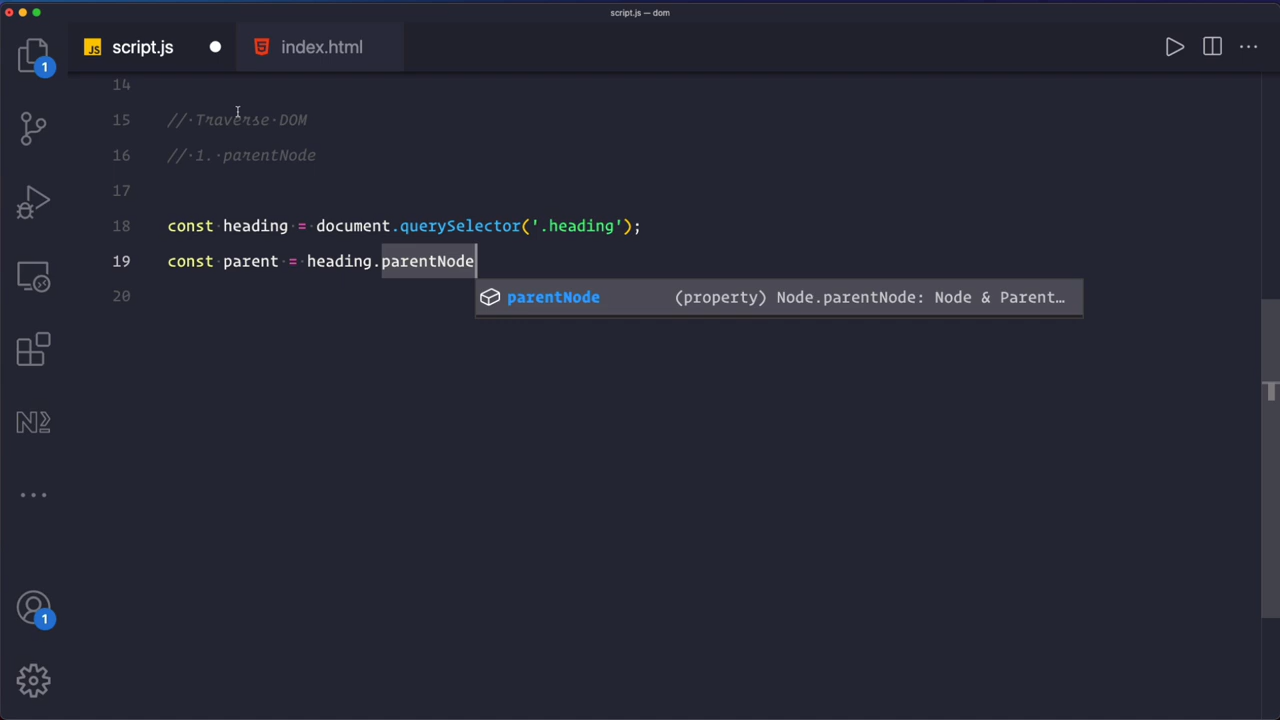 script.js — dom
JS script.js
index.html
1
14
15 // Traverse DOM
16 // 1. parentNode
17
18 const heading = document.querySelector('.heading');
19 const parent = heading.parentNode
20
parentNode (property) Node.parentNode: Node & Parent…
1